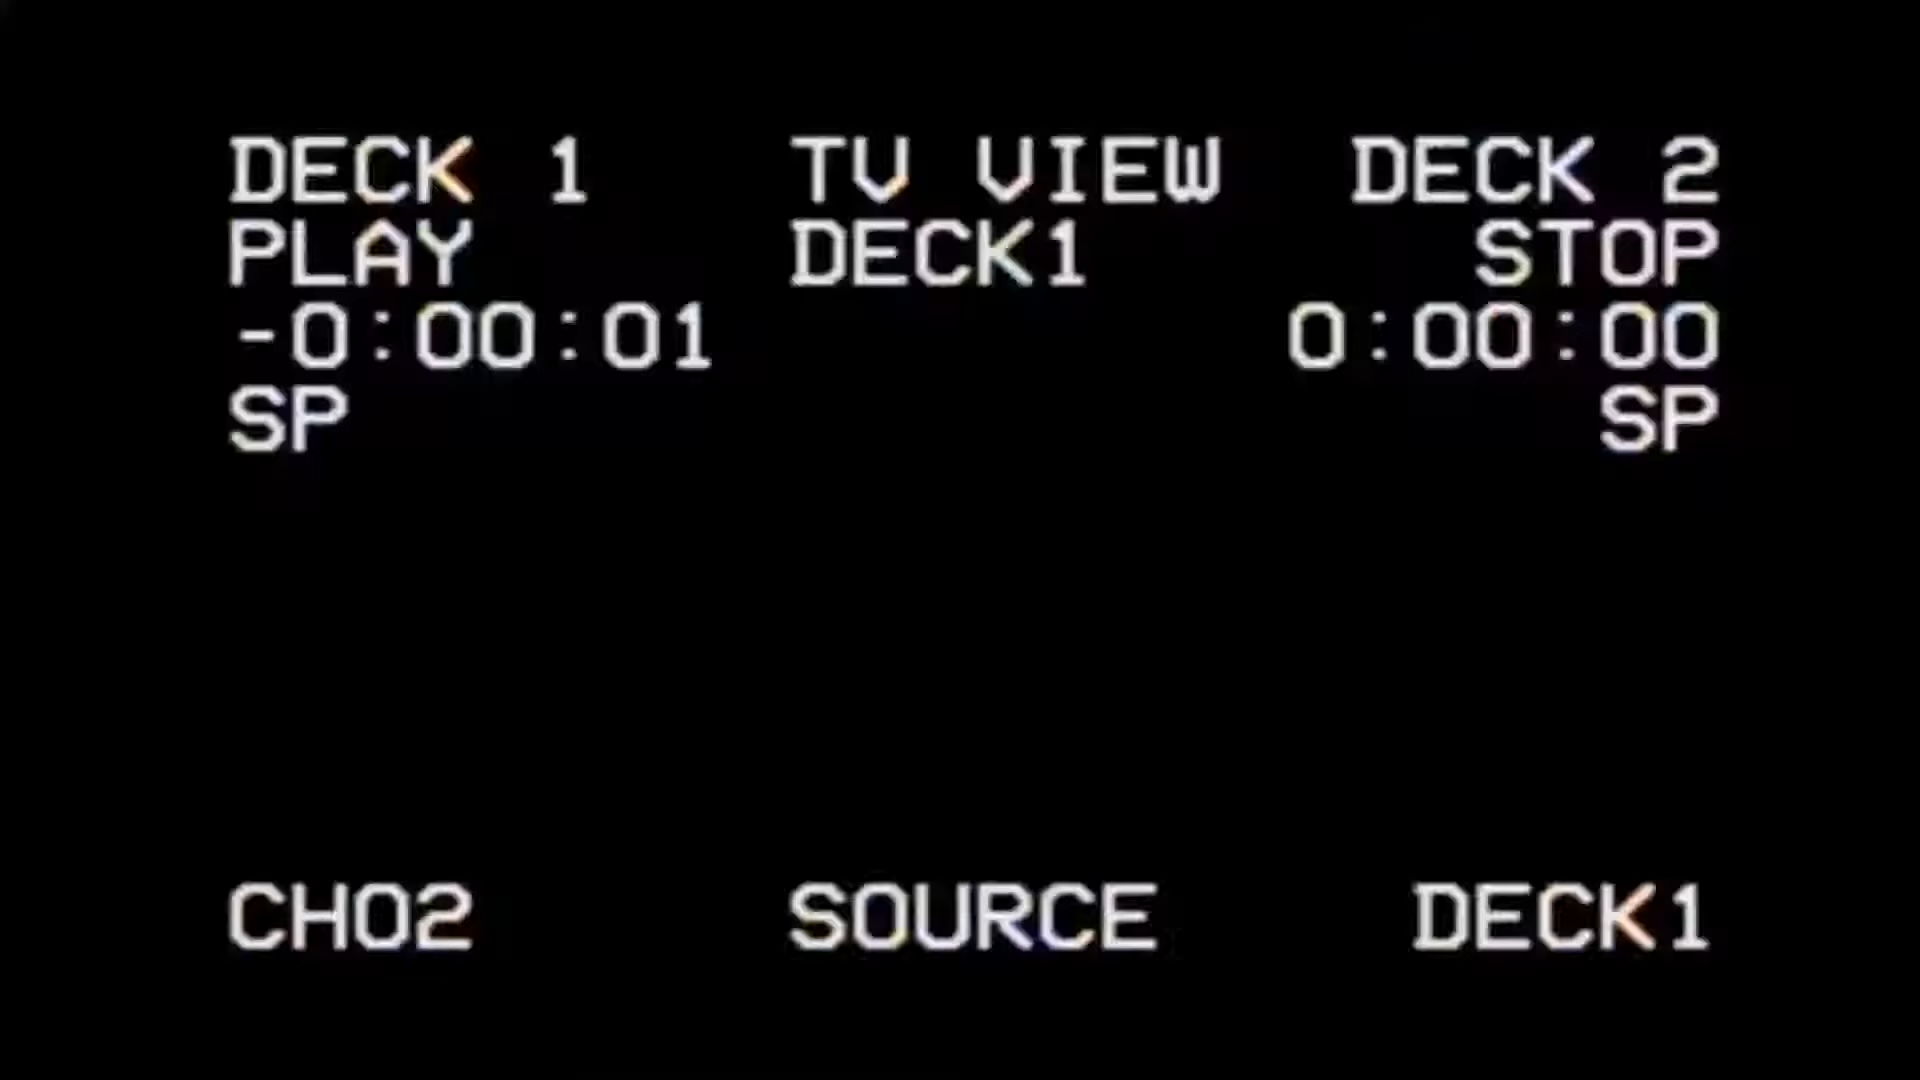 DECK 1 TV VIEW DECK 2
PLAY DECK1 STOP
-0:00:01 0:00:00
SP SP
CH02 SOURCE DECK1